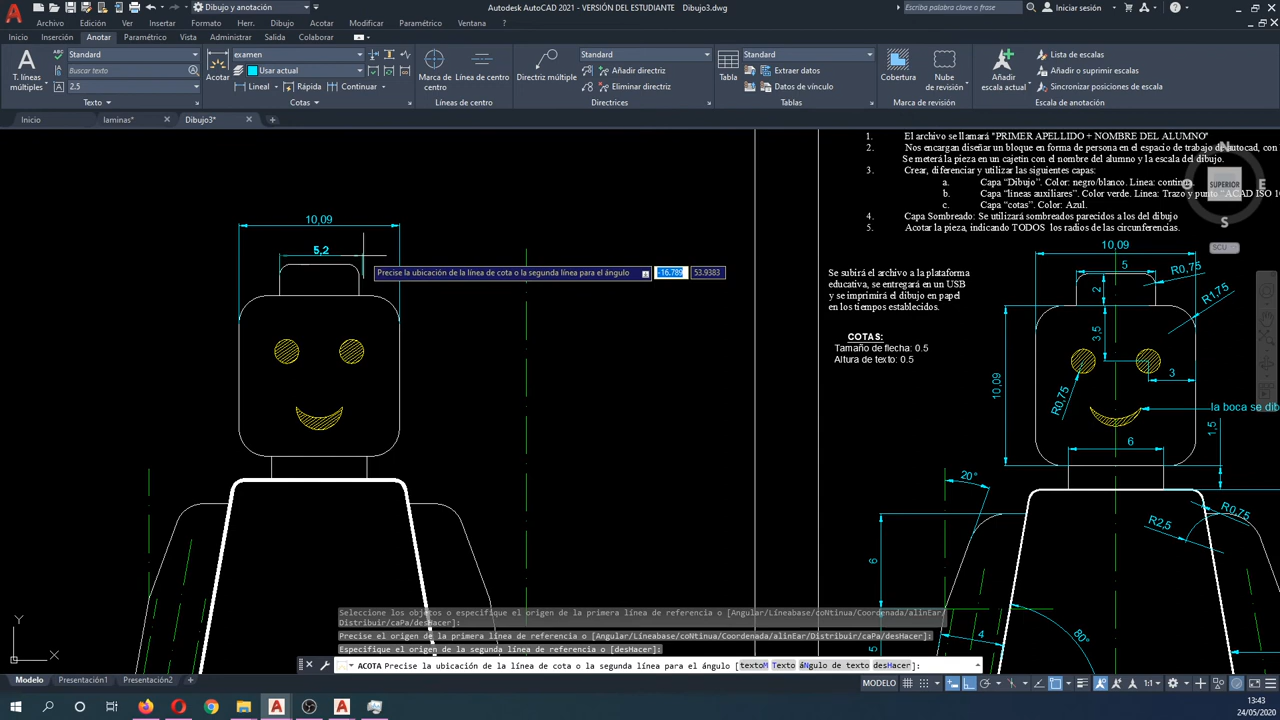 Dibujo y anotación
Autodesk AutoCAD 2021 - VERSIÓN DEL ESTUDIANTE
Dibujo3.dwg
Escriba palabra clave o frase
Iniciar sesión
Archivo
Edición
Ver
Insertar
Formato
Herr.
Dibujo
Acotar
Modificar
Paramétrico
Ventana
?
Inicio
Inserción
Anotar
Paramétrico
Vista
Administrar
Salida
Colaborar
Standard
examen
Standard
Standard
Lista de escalas
Buscar texto
Usar actual
Añadir directriz
Extraer datos
Añadir o suprimir escalas
T. líneas
múltiples
Acotar
Marca de
centro
Línea de centro
Directriz múltiple
Tabla
Cobertura
Nube
de revisión
Añadir
escala actual
2.5
Lineal
Rápida
Continuar
Eliminar directriz
Datos de vínculo
Sincronizar posiciones de escala
Texto
Cotas
Líneas de centro
Directrices
Tablas
Marca de revisión
Escala de anotación
Inicio
laminas*
Dibujo3*
1. El archivo se llamará "PRIMER APELLIDO + NOMBRE DEL ALUMNO"
2. Nos encargan diseñar un bloque en forma de persona en el espacio de trabajo de autocad, con
Se meterá la pieza en un cajetin con el nombre del alumno y la escala del dibujo.
3. Crear, diferenciar y utilizar las siguientes capas:
a. Capa "Dibujo". Color: negro/blanco. Linea: contin
b. Capa "lineas auxiliares". Color verde. Linea: Trazo y punto "ACAD ISO 1
c. Capa "cotas". Color: Azul.
4 Capa Sombreado: Se utilizará sombreados parecidos a los del dibujo
5. Acotar la pieza, indicando TODOS los radios de las circunferencias.
N
SUPERIOR
E
S
SCU
10,09
5,2
Precise la ubicación de la línea de cota o la segunda línea para el ángulo
-16.789
53.9383
Se subirá el archivo a la plataforma
educativa, se entregará en un USB
y se imprimirá el dibujo en papel
en los tiempos establecidos.
COTAS:
Tamaño de flecha: 0.5
Altura de texto: 0.5
10,09
5
R0,75
2
R1,75
3,5
3
10,09
R0,75
la boca se dib
1,5
6
20°
R0,75
R2,5
6
4
80°
5
Seleccione los objetos o especifique el origen de la primera línea de referencia o [Angular/Líneabase/coNtinua/Coordenada/alinEar/
Distribuir/caPa/desHacer]:
Precise el origen de la primera línea de referencia o [Angular/Líneabase/coNtinua/Coordenada/alinEar/Distribuir/caPa/desHacer]:
Especifique el origen de la segunda línea de referencia o [desHacer]:
ACOTA Precise la ubicación de la línea de cota o la segunda línea para el ángulo [textoM Texto áNgulo de texto desHacer]:
Y
X
Modelo
Presentación1
Presentación2
MODELO
1:1
13:43
24/05/2020